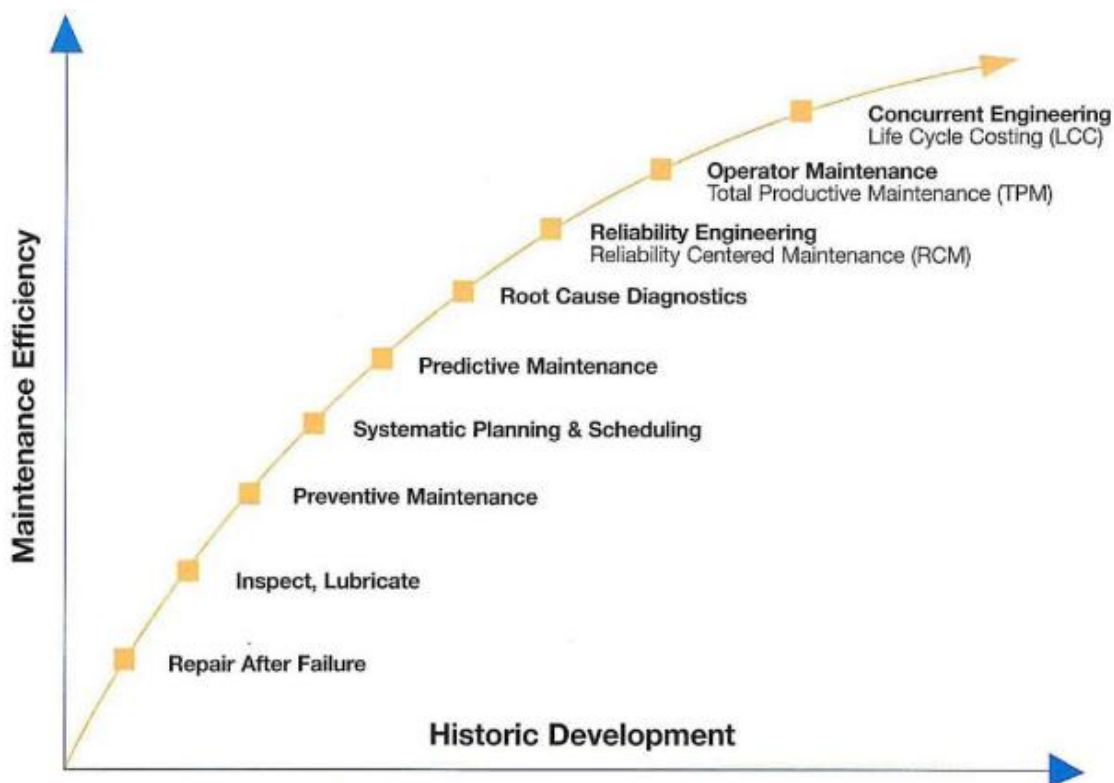 Concurrent Engineering
Life Cycle Costing (LCC)
Operator Maintenance
Total Productive Maintenance (TPM)
Reliability Engineering
Reliability Centered Maintenance (RCM)
Root Cause Diagnostics
Predictive Maintenance
Systematic Planning & Scheduling
Preventive Maintenance
Inspect, Lubricate
Repair After Failure
Maintenance Efficiency
Historic Development